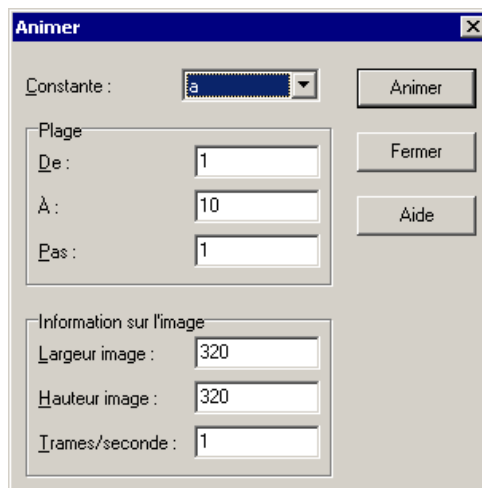 Animer
Constante : a Animer
Plage
De : 1 Fermer
À : 10 Aide
Pas : 1
Information sur l'image
Largeur image : 320
Hauteur image : 320
Trames/seconde : 1